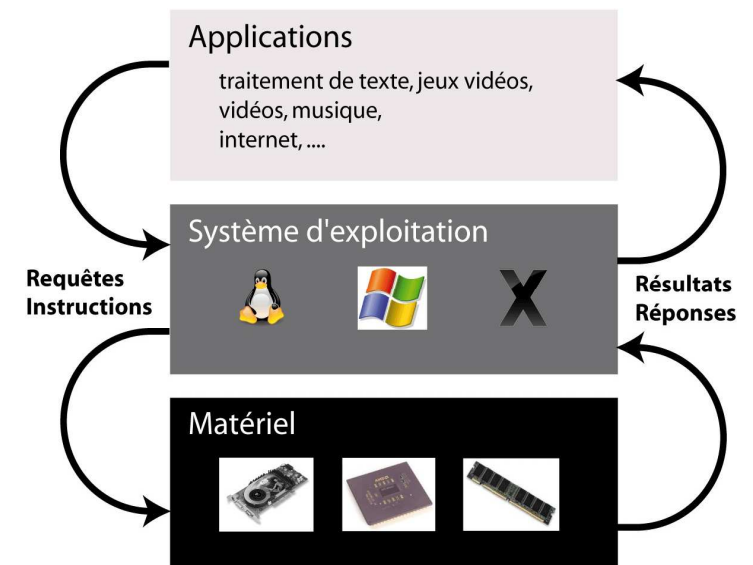 Applications
traitement de texte, jeux vidéos,
vidéos, musique,
internet, ....
Système d'exploitation
Requêtes
Instructions
Résultats
Réponses
Matériel